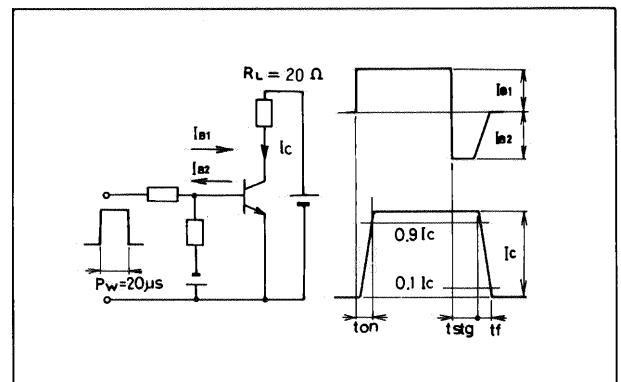 RL = 20 Ω
IB1
IB2
Ic
Pw=20µs
IB1
IB2
0.9 Ic
Ic
0.1 Ic
ton
tstg
tf